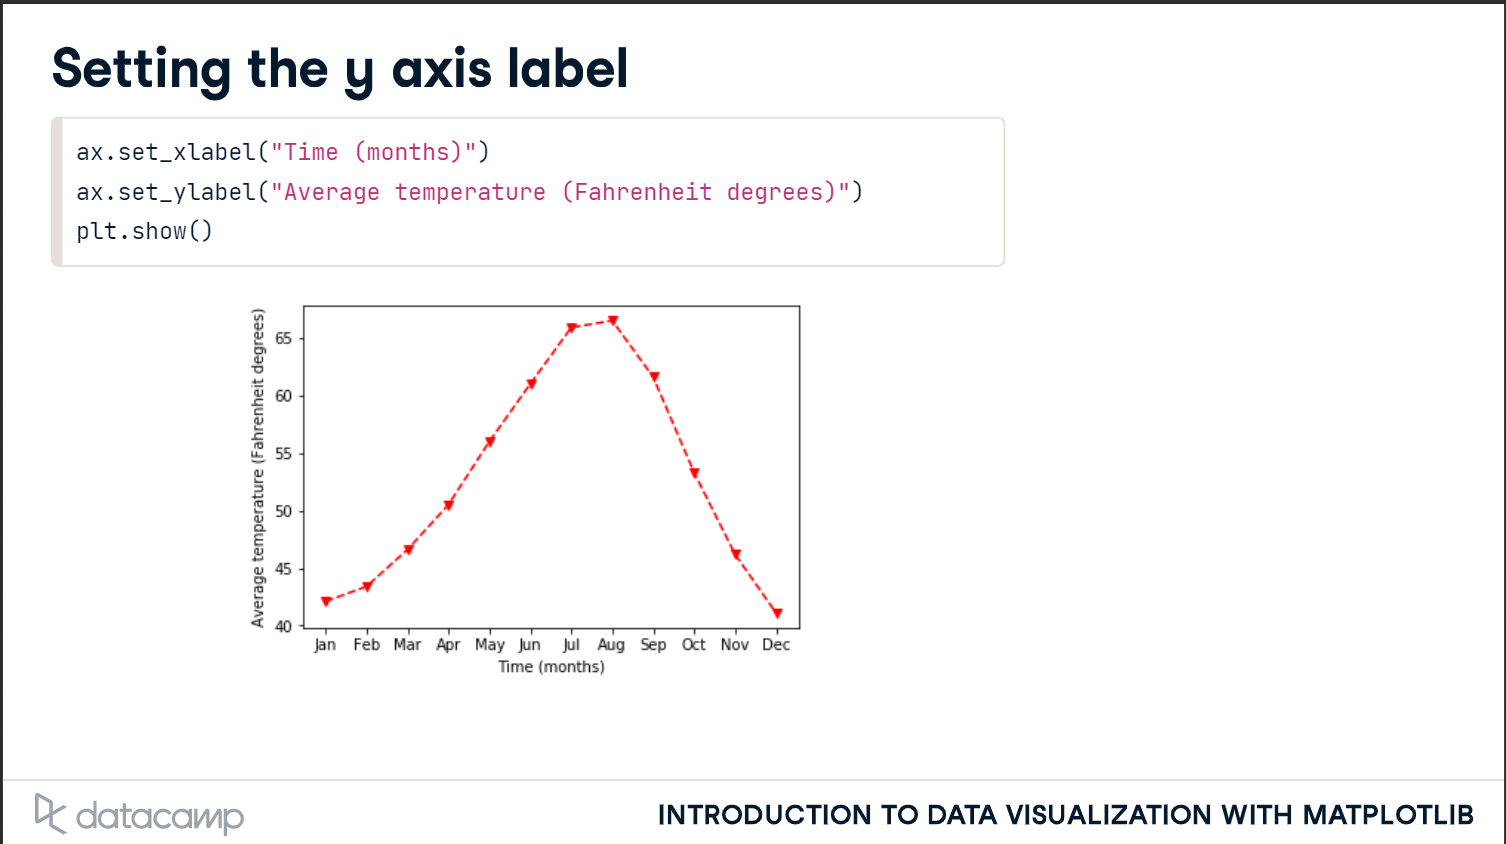 Setting the y axis label
ax.set_xlabel("Time (months)")
ax.set_ylabel("Average temperature (Fahrenheit degrees)")
plt.show()
Average temperature (Fahrenheit degrees)
65
60
55
50
45
40
Jan Feb Mar Apr May Jun Jul Aug Sep Oct Nov Dec
Time (months)
datacamp
INTRODUCTION TO DATA VISUALIZATION WITH MATPLOTLIB